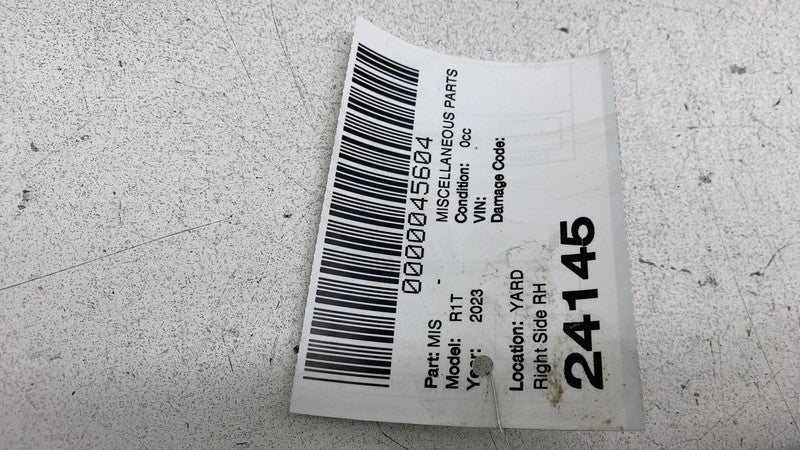 0000045604
Part: MIS - MISCELLANEOUS PARTS
Model: R1T Condition: 0cc
Year: 2023 VIN:
Damage Code:
Location: YARD
Right Side RH
24145